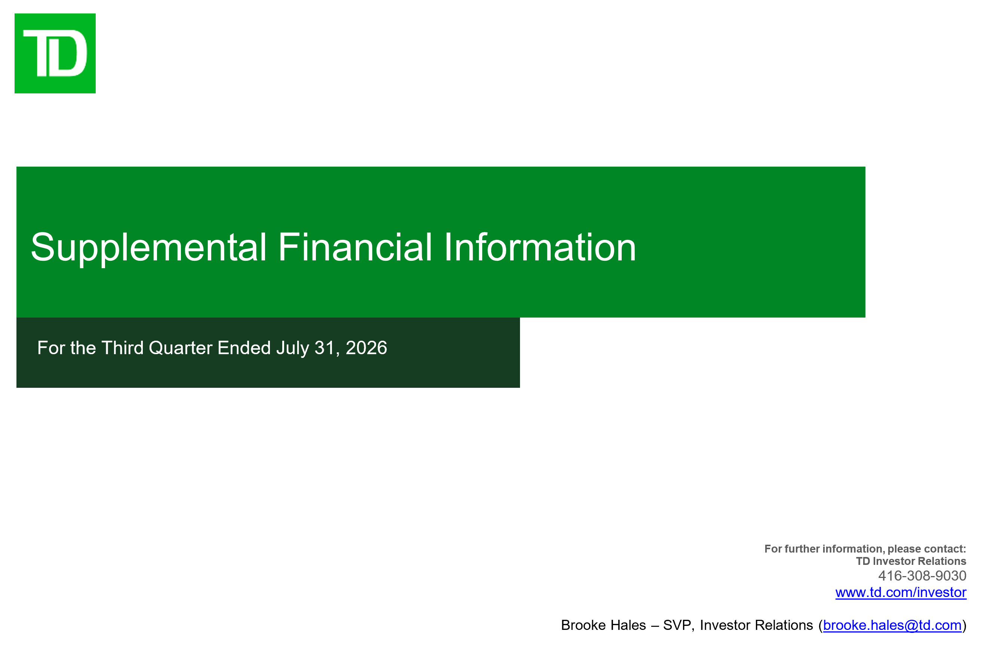 TD
Supplemental Financial Information
For the Third Quarter Ended July 31, 2026
For further information, please contact:
TD Investor Relations
416-308-9030
www.td.com/investor
Brooke Hales – SVP, Investor Relations (brooke.hales@td.com)